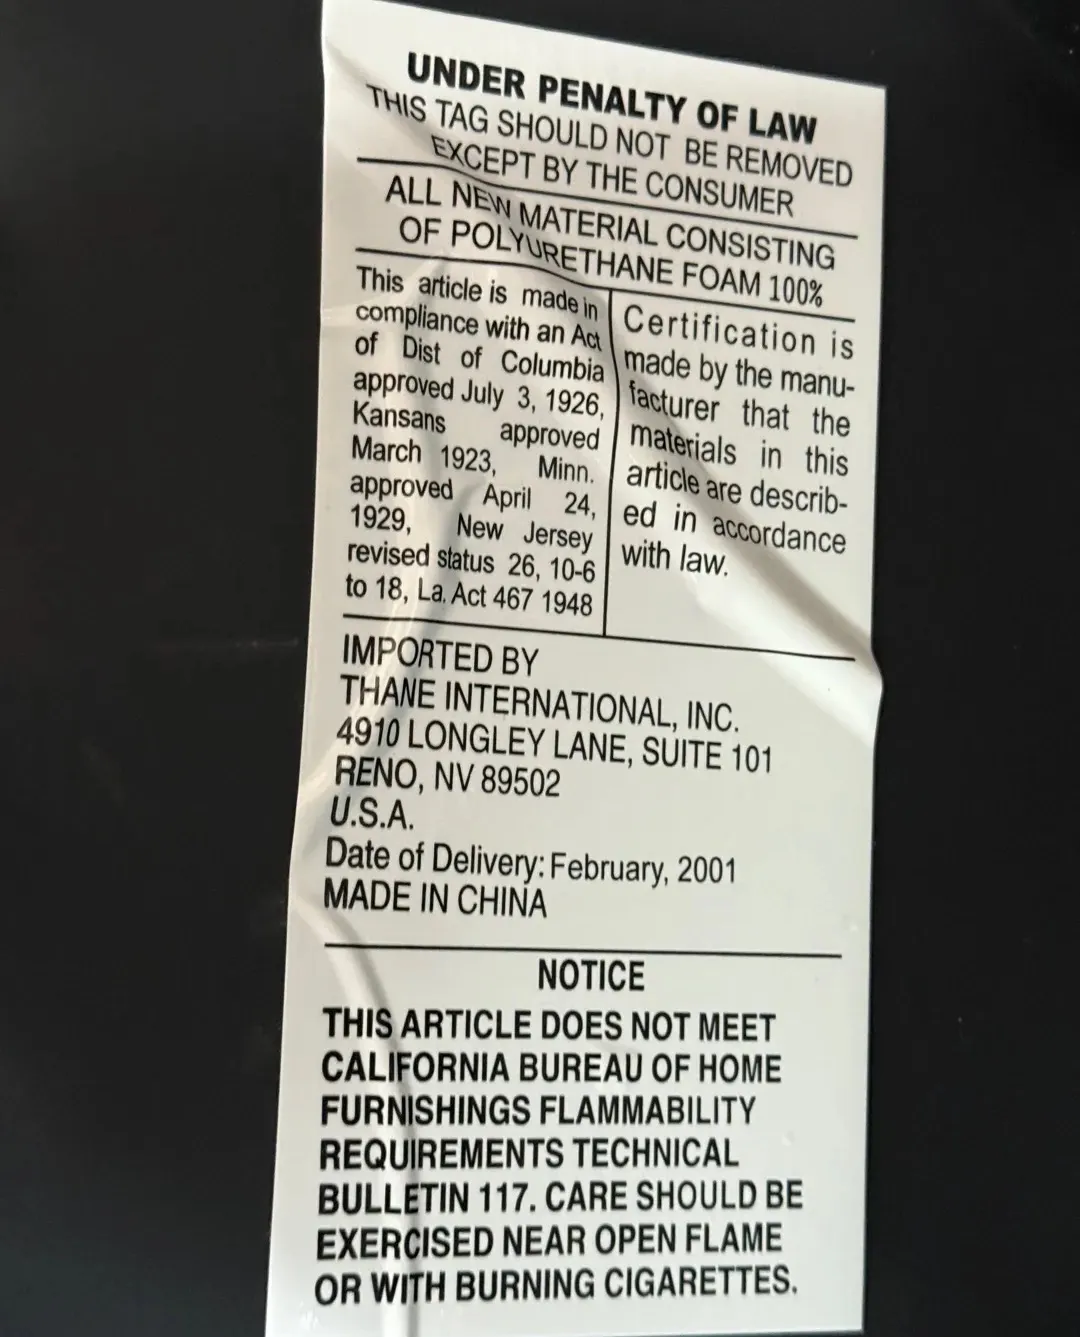 UNDER PENALTY OF LAW
THIS TAG SHOULD NOT BE REMOVED
EXCEPT BY THE CONSUMER
ALL NEW MATERIAL CONSISTING
OF POLYURETHANE FOAM 100%
This article is made in
compliance with an Act
of Dist of Columbia
approved July 3, 1926,
Kansans approved
March 1923, Minn.
approved April 24,
1929, New Jersey
revised status 26, 10-6
to 18, La. Act 467 1948
Certification is
made by the manu-
facturer that the
materials in this
article are describ-
ed in accordance
with law.
IMPORTED BY
THANE INTERNATIONAL, INC.
4910 LONGLEY LANE, SUITE 101
RENO, NV 89502
U.S.A.
Date of Delivery: February, 2001
MADE IN CHINA
NOTICE
THIS ARTICLE DOES NOT MEET
CALIFORNIA BUREAU OF HOME
FURNISHINGS FLAMMABILITY
REQUIREMENTS TECHNICAL
BULLETIN 117. CARE SHOULD BE
EXERCISED NEAR OPEN FLAME
OR WITH BURNING CIGARETTES.